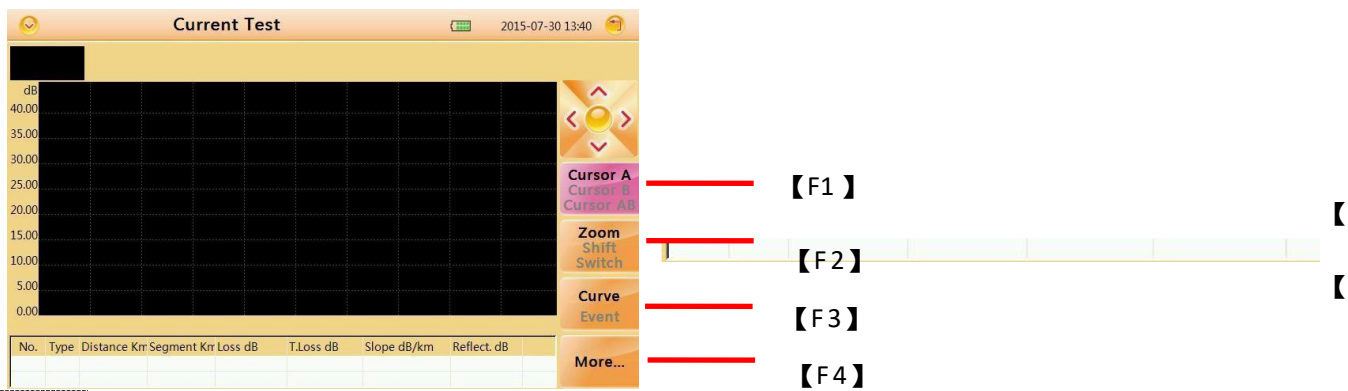 Current Test
2015-07-30 13:40
dB
40.00
35.00
30.00
25.00
20.00
15.00
10.00
5.00
0.00
Cursor A
Cursor B
Cursor AB
Zoom
Shift
Switch
Curve
Event
More...
No. Type Distance Km Segment Km Loss dB T.Loss dB Slope dB/km Reflect. dB
【F1】
【F2】
【F3】
【F4】
【
【